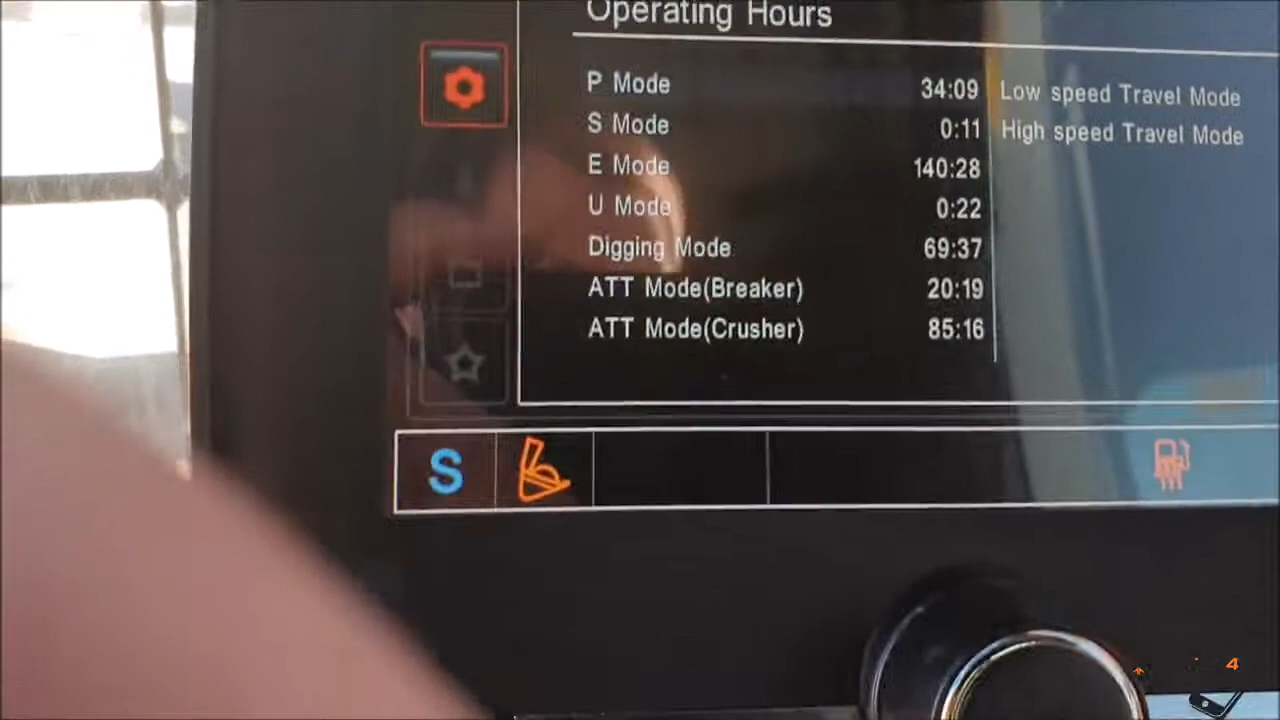 Operating Hours
P Mode 34:09 Low speed Travel Mode
S Mode 0:11 High speed Travel Mode
E Mode 140:28
U Mode 0:22
Digging Mode 69:37
ATT Mode(Breaker) 20:19
ATT Mode(Crusher) 85:16
S
4